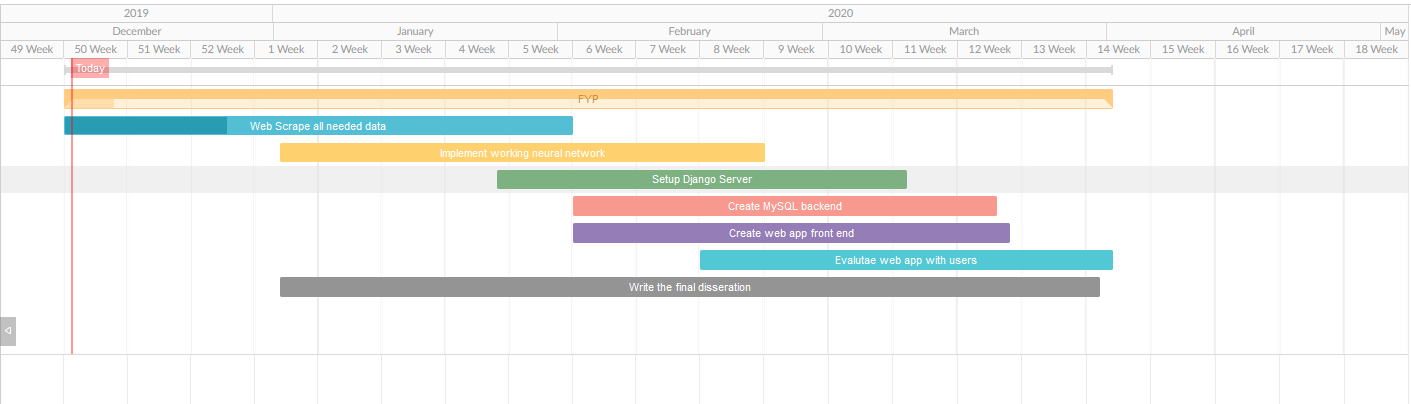 2019 2020
December January February March April May
49 Week 50 Week 51 Week 52 Week 1 Week 2 Week 3 Week 4 Week 5 Week 6 Week 7 Week 8 Week 9 Week 10 Week 11 Week 12 Week 13 Week 14 Week 15 Week 16 Week 17 Week 18 Week
Today
FYP
Web Scrape all needed data
Implement working neural network
Setup Django Server
Create MySQL backend
Create web app front end
Evalutae web app with users
Write the final disseration